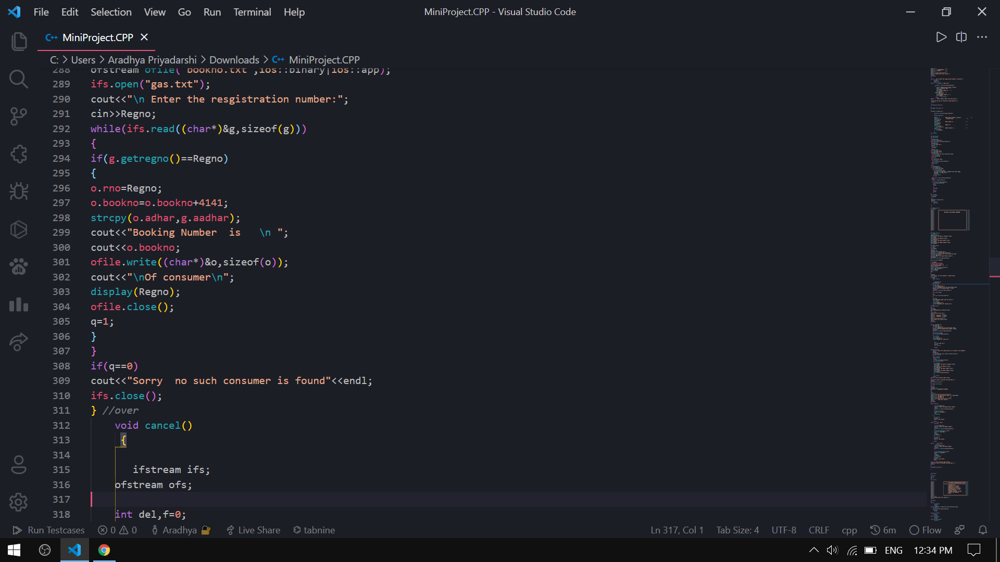 File Edit Selection View Go Run Terminal Help MiniProject.CPP - Visual Studio Code
C++ MiniProject.CPP
C: > Users > Aradhya Priyadarshi > Downloads > C++ MiniProject.CPP
288 ofstream ofile("bookno.txt",ios::binary|ios::app);
289 ifs.open("gas.txt");
290 cout<<"\n Enter the resgistration number:";
291 cin>>Regno;
292 while(ifs.read((char*)&g,sizeof(g)))
293 {
294 if(g.getregno()==Regno)
295 {
296 o.rno=Regno;
297 o.bookno=o.bookno+4141;
298 strcpy(o.adhar,g.aadhar);
299 cout<<"Booking Number  is   \n ";
300 cout<<o.bookno;
301 ofile.write((char*)&o,sizeof(o));
302 cout<<"\nOf consumer\n";
303 display(Regno);
304 ofile.close();
305 q=1;
306 }
307 }
308 if(q==0)
309 cout<<"Sorry  no such consumer is found"<<endl;
310 ifs.close();
311 } //over
312 void cancel()
313 {
314
315 ifstream ifs;
316 ofstream ofs;
317
318 int del,f=0;
Run Testcases 0 0 Aradhya Live Share tabnine Ln 317, Col 1 Tab Size: 4 UTF-8 CRLF cpp 6m Flow
ENG 12:34 PM